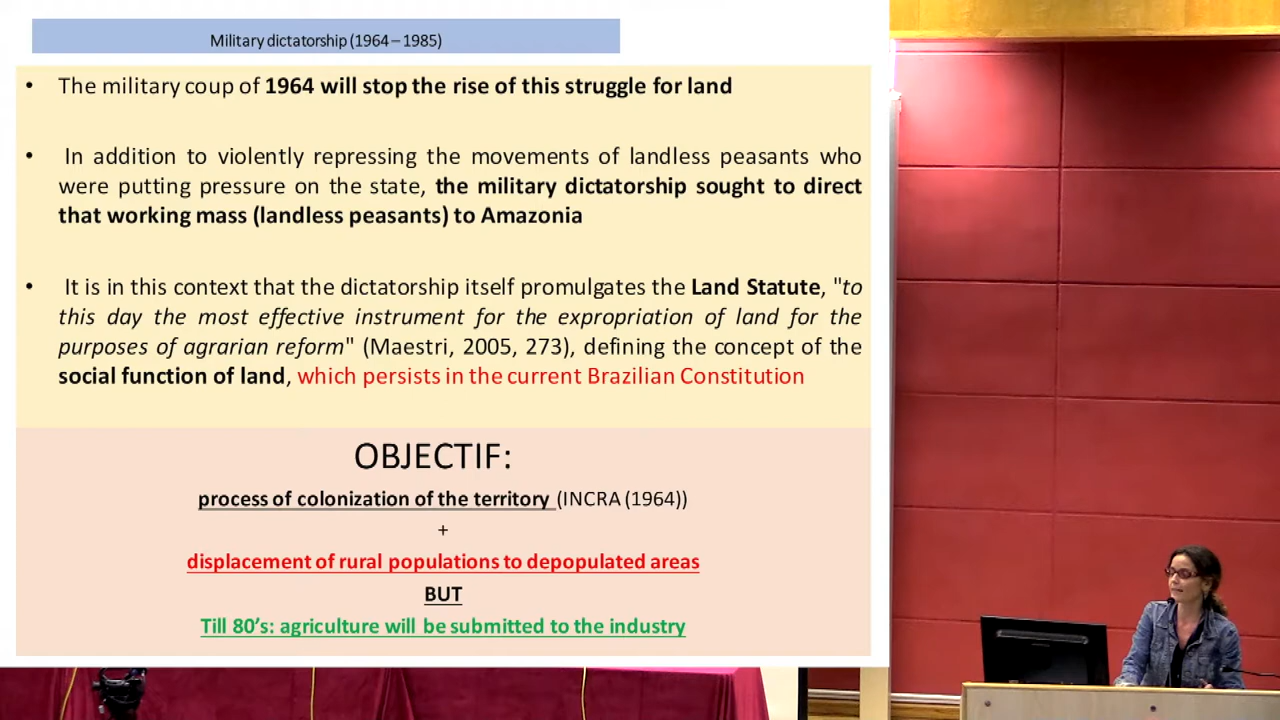 Military dictatorship (1964 – 1985)
• The military coup of 1964 will stop the rise of this struggle for land
• In addition to violently repressing the movements of landless peasants who
were putting pressure on the state, the military dictatorship sought to direct
that working mass (landless peasants) to Amazonia
• It is in this context that the dictatorship itself promulgates the Land Statute, "to
this day the most effective instrument for the expropriation of land for the
purposes of agrarian reform" (Maestri, 2005, 273), defining the concept of the
social function of land, which persists in the current Brazilian Constitution
OBJECTIF:
process of colonization of the territory (INCRA (1964))
+
displacement of rural populations to depopulated areas
BUT
Till 80's: agriculture will be submitted to the industry